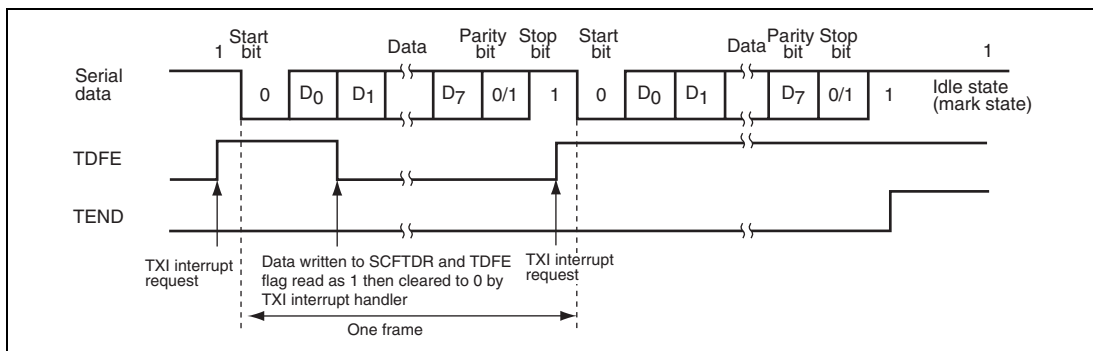 1 Start bit Data Parity bit Stop bit Start bit Data Parity bit Stop bit 1
Serial data 0 D0 D1 D7 0/1 1 0 D0 D1 D7 0/1 1 Idle state (mark state)
TDFE
TEND
TXI interrupt request
Data written to SCFTDR and TDFE
flag read as 1 then cleared to 0 by
TXI interrupt handler
TXI interrupt request
One frame